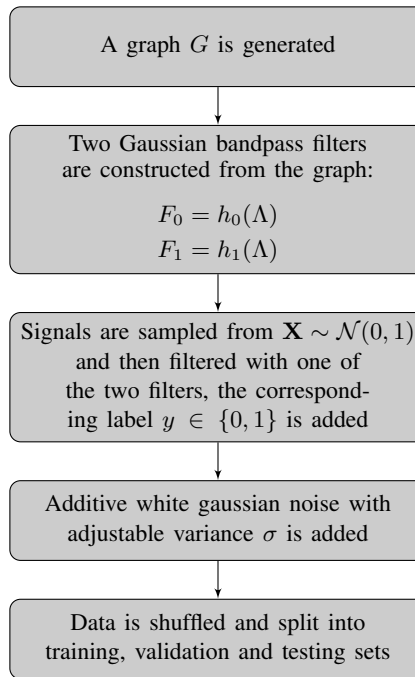 A graph G is generated
Two Gaussian bandpass filters
are constructed from the graph:
F₀ = h₀(Λ)
F₁ = h₁(Λ)
Signals are sampled from X ∼ 𝒩(0, 1)
and then filtered with one of
the two filters, the correspond-
ing label y ∈ {0, 1} is added
Additive white gaussian noise with
adjustable variance σ is added
Data is shuffled and split into
training, validation and testing sets